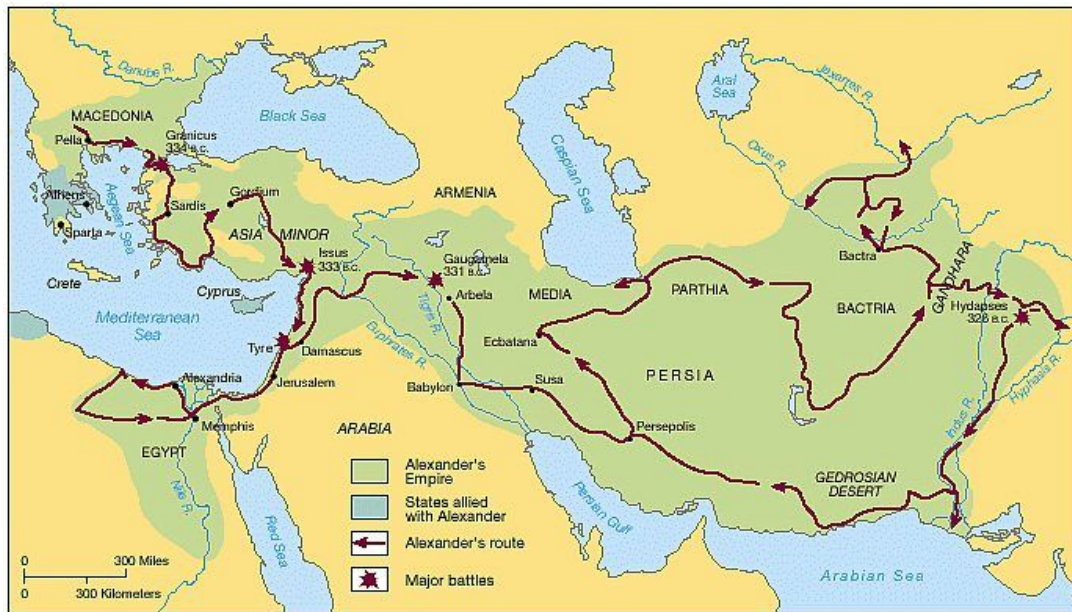 Danube R.
MACEDONIA
Pella
Granicus
334 B.C.
Black Sea
Aral
Sea
Jaxartes R.
Oxus R.
Caspian Sea
Athens
Aegean Sea
Sparta
Sardis
Gordium
ASIA MINOR
ARMENIA
Issus
333 B.C.
Gaugamela
331 B.C.
Arbela
Tigris R.
MEDIA
PARTHIA
Bactra
BACTRIA
GANDHARA
Hydapses
326 B.C.
Crete
Cyprus
Mediterranean
Sea
Tyre
Damascus
Euphrates R.
Ecbatana
PERSIA
Alexandria
Jerusalem
Babylon
Susa
Indus R.
Hyphasis R.
Memphis
EGYPT
Nile R.
ARABIA
Persepolis
GEDROSIAN
DESERT
Red Sea
Persian Gulf
Arabian Sea
Alexander's
Empire
States allied
with Alexander
Alexander's route
Major battles
0 300 Miles
0 300 Kilometers